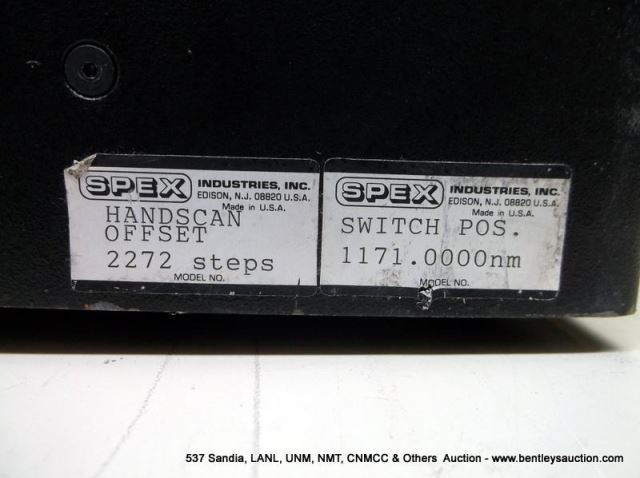 SPEX INDUSTRIES, INC.
EDISON, N.J. 08820 U.S.A.
Made in U.S.A.
HANDSCAN
OFFSET
2272 steps
MODEL NO.
SPEX INDUSTRIES, INC.
EDISON, N.J. 08820 U.S.A.
Made in U.S.A.
SWITCH POS.
1171.0000nm
MODEL NO.
537 Sandia, LANL, UNM, NMT, CNMCC & Others Auction - www.bentleysauction.com